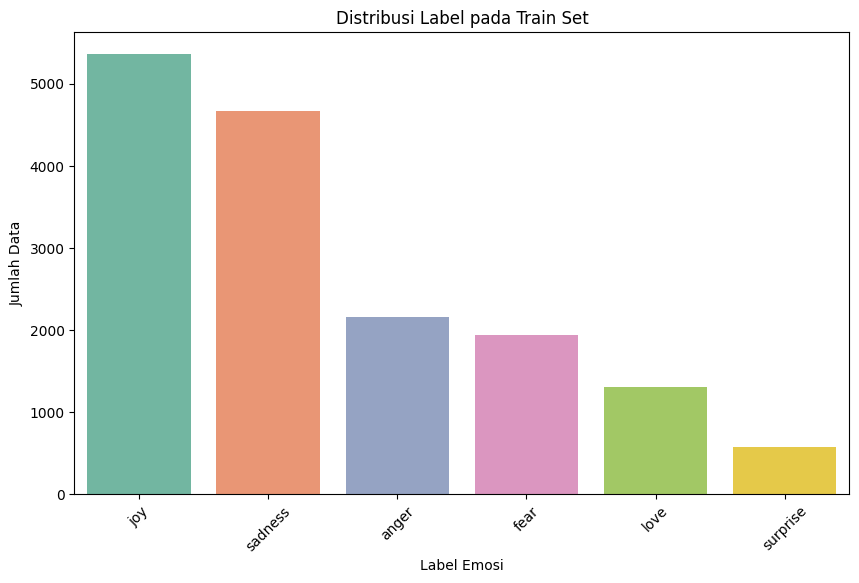 Distribusi Label pada Train Set
Jumlah Data
5000
4000
3000
2000
1000
0
joy
sadness
anger
fear
love
surprise
Label Emosi